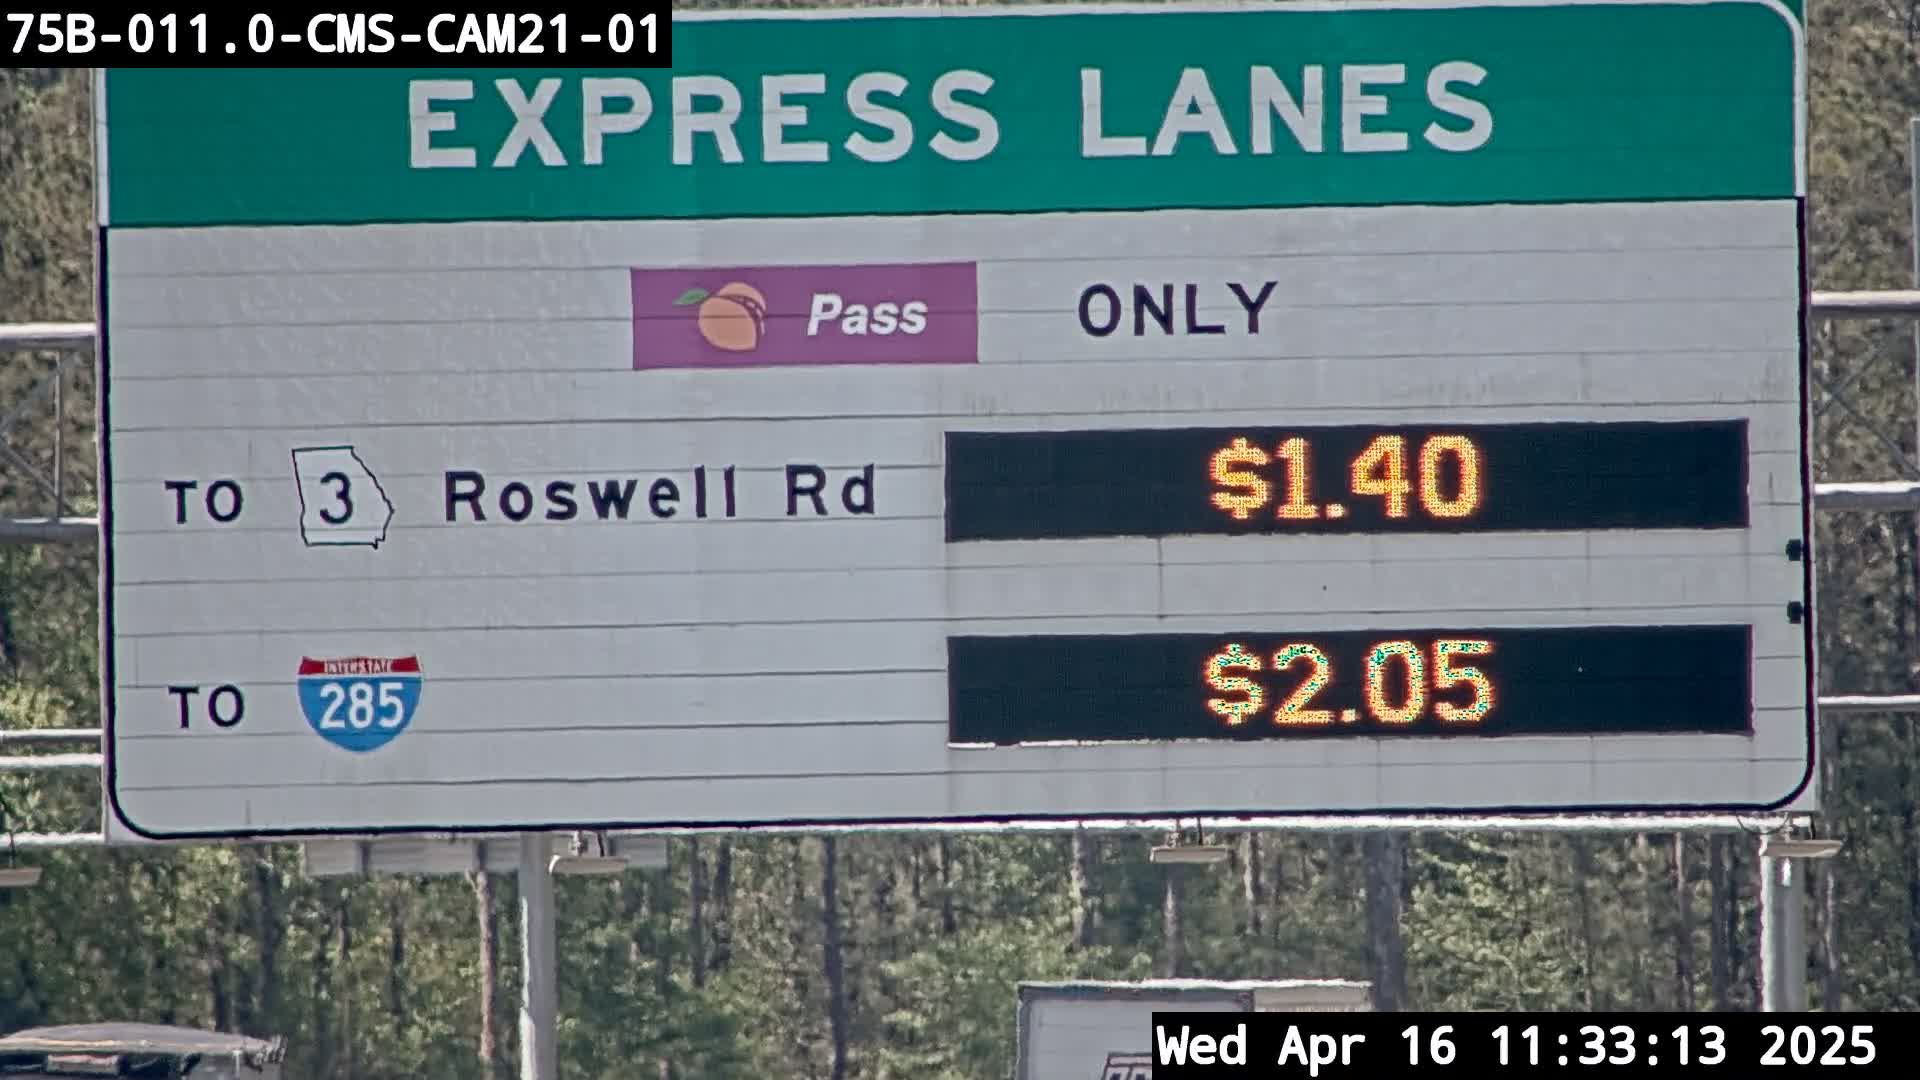 75B-011.0-CMS-CAM21-01
EXPRESS LANES
Pass ONLY
TO 3 Roswell Rd $1.40
INTERSTATE
TO 285 $2.05
Wed Apr 16 11:33:13 2025